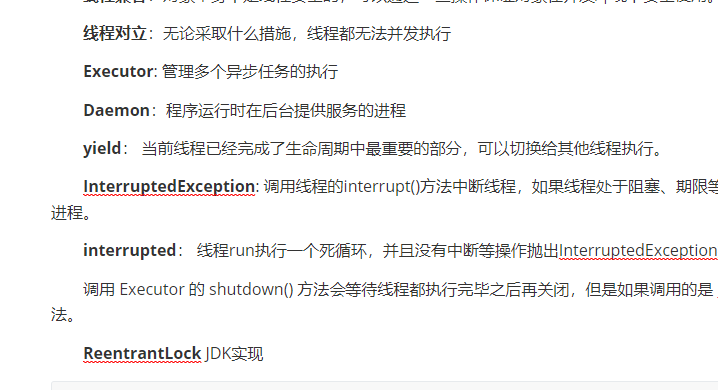 线程对立：无论采取什么措施，线程都无法并发执行
Executor: 管理多个异步任务的执行
Daemon：程序运行时在后台提供服务的进程
yield： 当前线程已经完成了生命周期中最重要的部分，可以切换给其他线程执行。
InterruptedException: 调用线程的interrupt()方法中断线程，如果线程处于阻塞、期限等
进程。
interrupted： 线程run执行一个死循环，并且没有中断等操作抛出InterruptedException
调用 Executor 的 shutdown() 方法会等待线程都执行完毕之后再关闭，但是如果调用的是
法。
ReentrantLock JDK实现